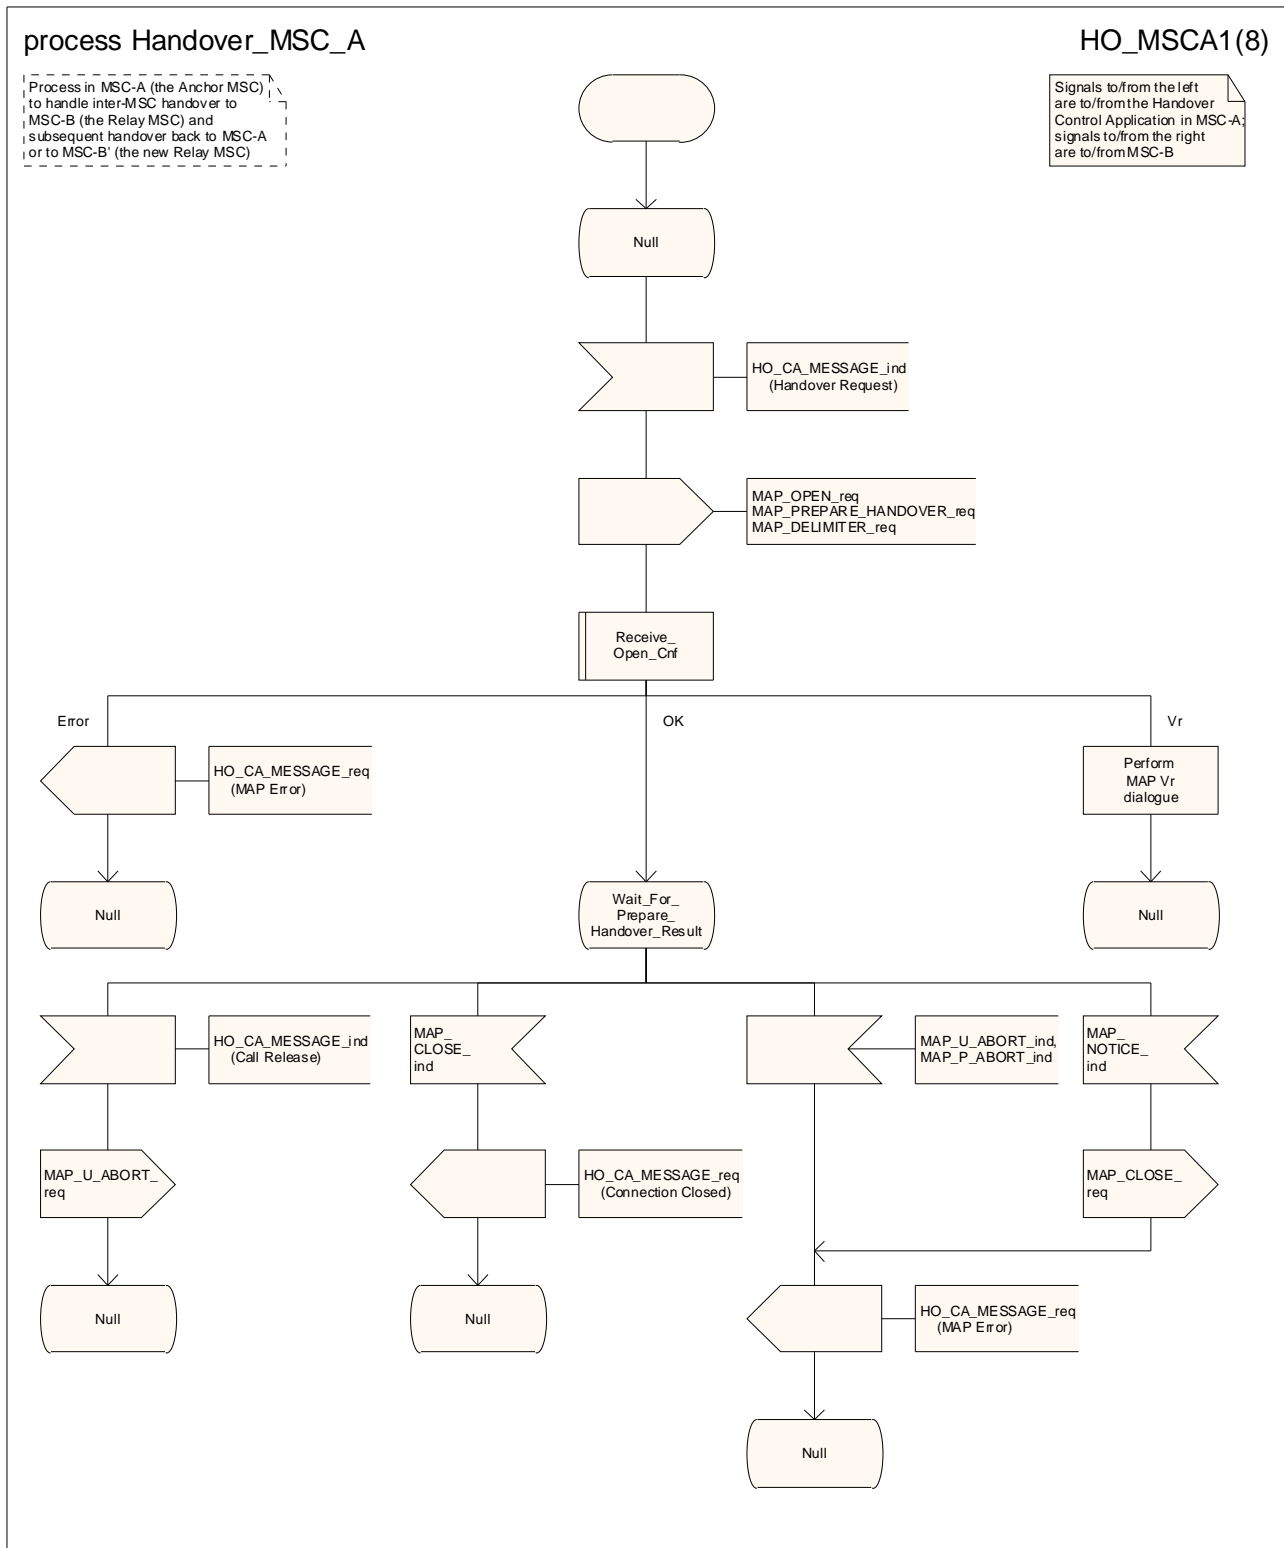 process Handover_MSC_A
HO_MSCA1(8)
Process in MSC-A (the Anchor MSC)
to handle inter-MSC handover to
MSC-B (the Relay MSC) and
subsequent handover back to MSC-A
or to MSC-B' (the new Relay MSC)
Signals to/from the left
are to/from the Handover
Control Application in MSC-A;
signals to/from the right
are to/from MSC-B
Null
HO_CA_MESSAGE_ind
(Handover Request)
MAP_OPEN_req
MAP_PREPARE_HANDOVER_req
MAP_DELIMITER_req
Receive_
Open_Cnf
Error
OK
Vr
HO_CA_MESSAGE_req
(MAP Error)
Perform
MAP Vr
dialogue
Null
Wait_For_
Prepare_
Handover_Result
Null
HO_CA_MESSAGE_ind
(Call Release)
MAP_
CLOSE_
ind
MAP_U_ABORT_ind,
MAP_P_ABORT_ind
MAP_
NOTICE_
ind
MAP_U_ABORT_
req
HO_CA_MESSAGE_req
(Connection Closed)
MAP_CLOSE_
req
Null
Null
HO_CA_MESSAGE_req
(MAP Error)
Null